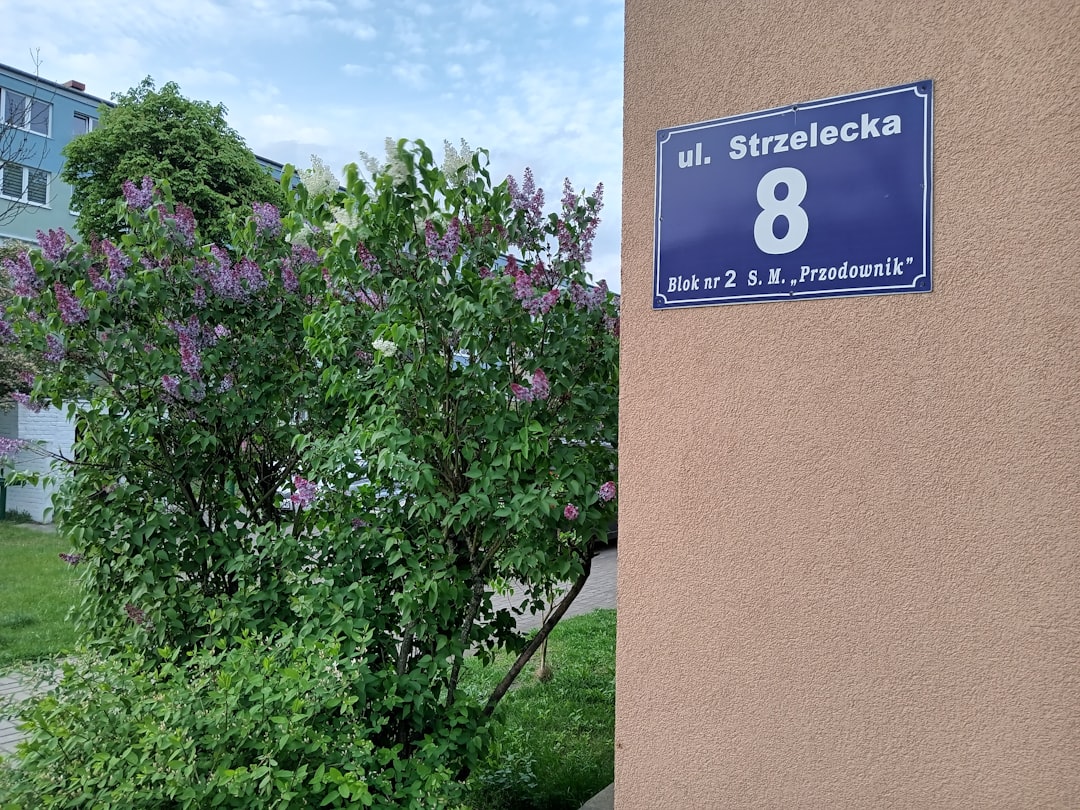 ul. Strzelecka
8
Blok nr 2 S. M. „Przodownik”